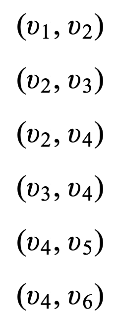 (v₁, v₂)
(v₂, v₃)
(v₂, v₄)
(v₃, v₄)
(v₄, v₅)
(v₄, v₆)